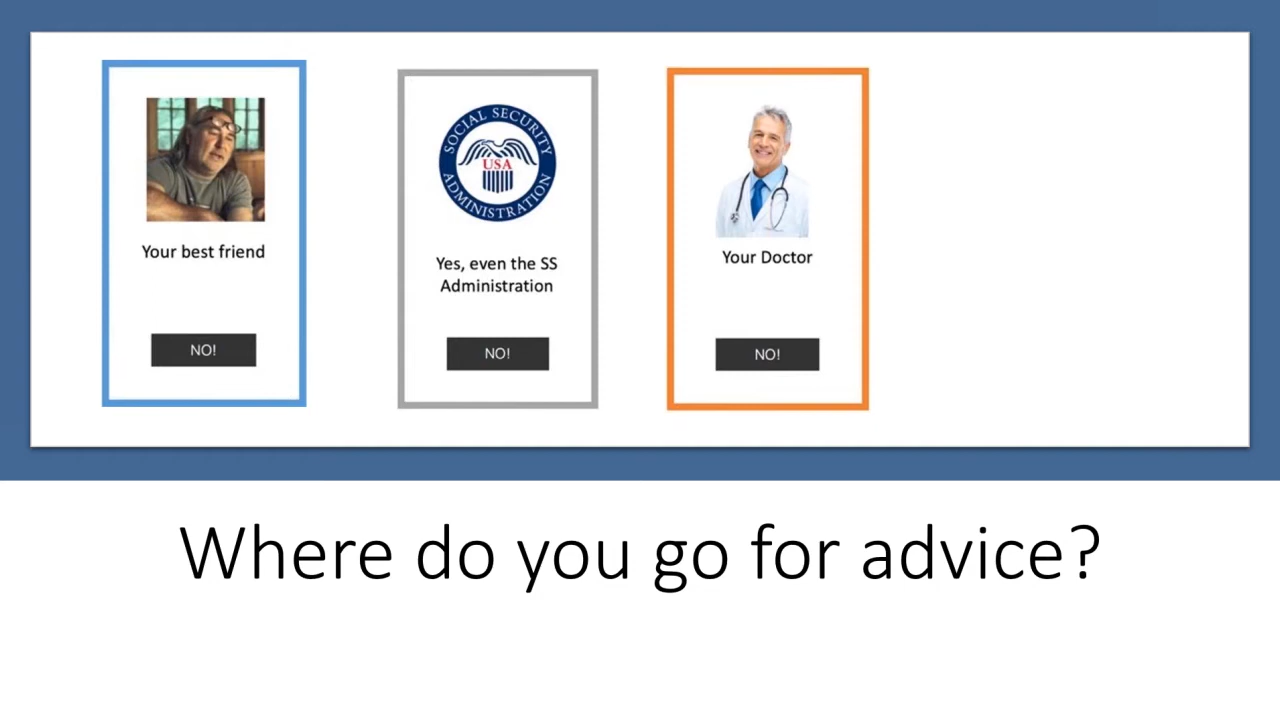 Your best friend
NO!
SOCIAL SECURITY
USA
ADMINISTRATION
Yes, even the SS
Administration
NO!
Your Doctor
NO!
Where do you go for advice?